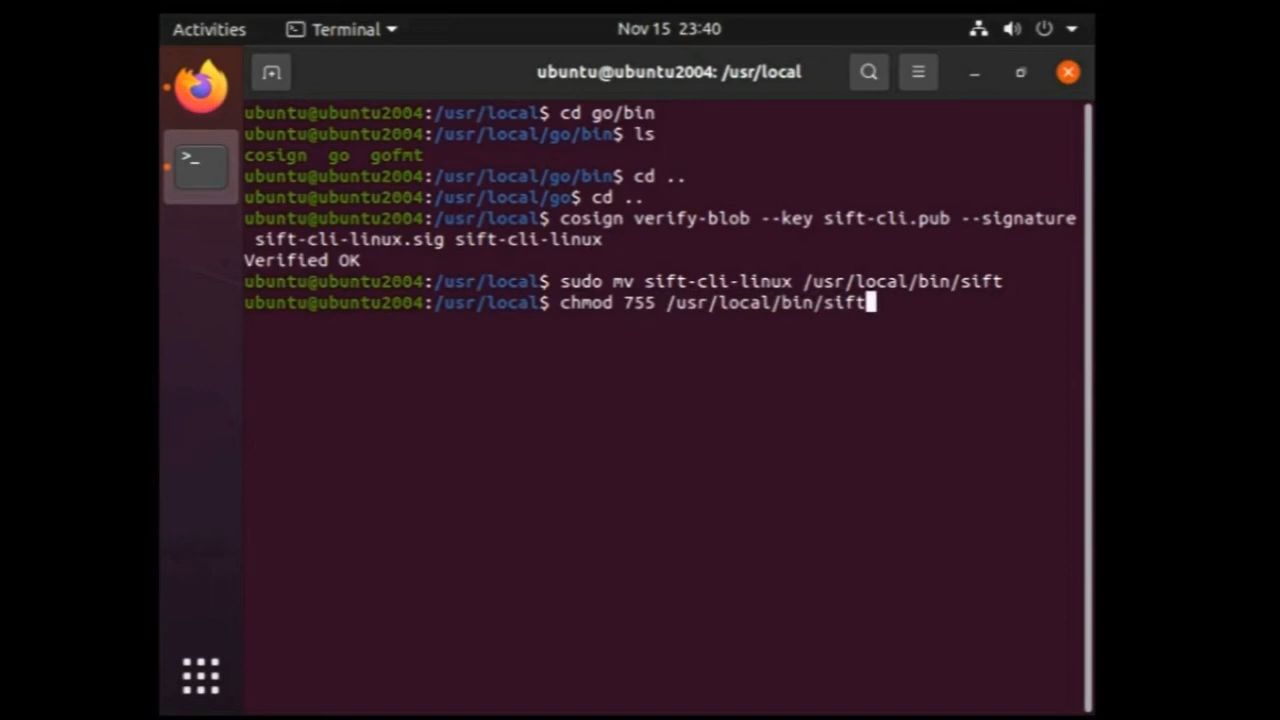 Activities Terminal Nov 15 23:40
ubuntu@ubuntu2004: /usr/local
ubuntu@ubuntu2004:/usr/local$ cd go/bin
ubuntu@ubuntu2004:/usr/local/go/bin$ ls
cosign go gofmt
ubuntu@ubuntu2004:/usr/local/go/bin$ cd ..
ubuntu@ubuntu2004:/usr/local/go$ cd ..
ubuntu@ubuntu2004:/usr/local$ cosign verify-blob --key sift-cli.pub --signature
sift-cli-linux.sig sift-cli-linux
Verified OK
ubuntu@ubuntu2004:/usr/local$ sudo mv sift-cli-linux /usr/local/bin/sift
ubuntu@ubuntu2004:/usr/local$ chmod 755 /usr/local/bin/sift